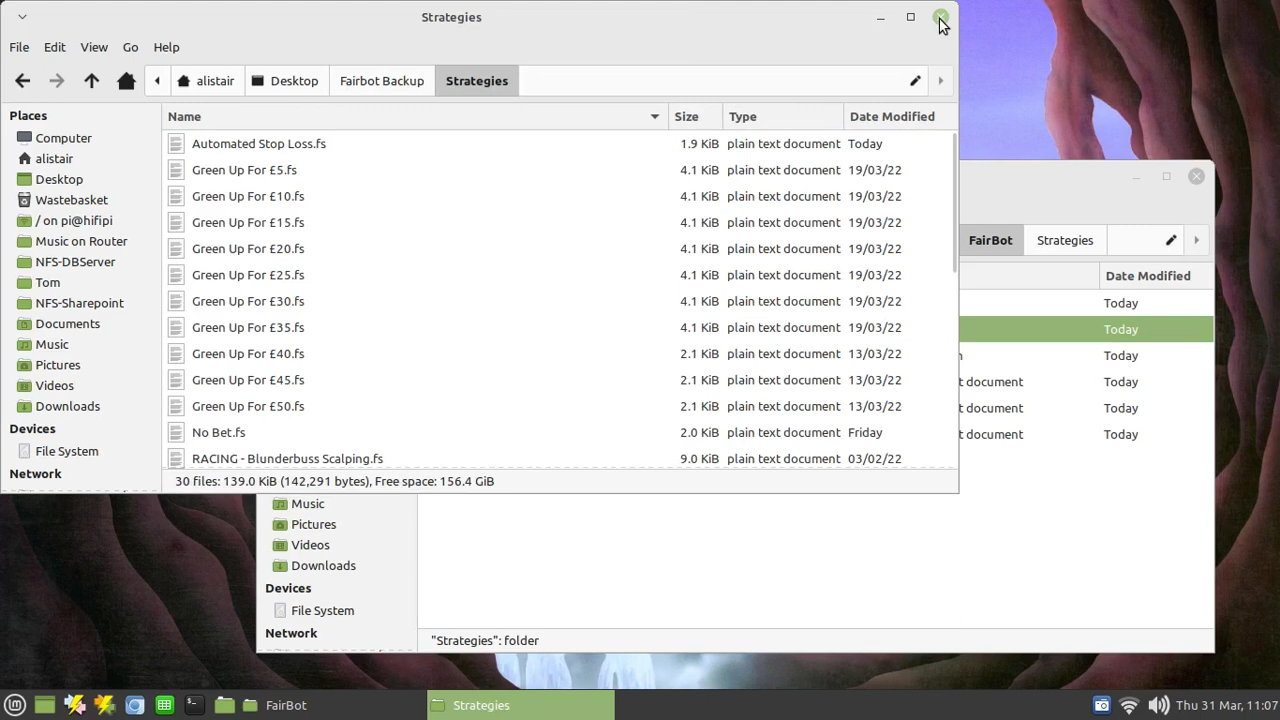 Strategies
File Edit View Go Help
alistair Desktop Fairbot Backup Strategies
Places
Computer
alistair
Desktop
Wastebasket
/ on pi@hifipi
Music on Router
NFS-DBServer
Tom
NFS-Sharepoint
Documents
Music
Pictures
Videos
Downloads
Devices
File System
Network
Name Size Type Date Modified
Automated Stop Loss.fs 1.9 KiB plain text document Today
Green Up For £5.fs 4.1 KiB plain text document 19/03/22
Green Up For £10.fs 4.1 KiB plain text document 19/03/22
Green Up For £15.fs 4.1 KiB plain text document 19/03/22
Green Up For £20.fs 4.1 KiB plain text document 19/03/22
Green Up For £25.fs 4.1 KiB plain text document 19/03/22
Green Up For £30.fs 4.1 KiB plain text document 19/03/22
Green Up For £35.fs 4.1 KiB plain text document 19/03/22
Green Up For £40.fs 2.1 KiB plain text document 13/03/22
Green Up For £45.fs 2.1 KiB plain text document 13/03/22
Green Up For £50.fs 2.1 KiB plain text document 13/03/22
No Bet.fs 2.0 KiB plain text document Friday
RACING - Blunderbuss Scalping.fs 9.0 KiB plain text document 03/02/22
30 files: 139.0 KiB (142,291 bytes), Free space: 156.4 GiB
FairBot Strategies
Date Modified
Today
Today
Today
t document Today
t document Today
t document Today
Music
Pictures
Videos
Downloads
Devices
File System
Network
"Strategies": folder
FairBot Strategies Thu 31 Mar, 11:07